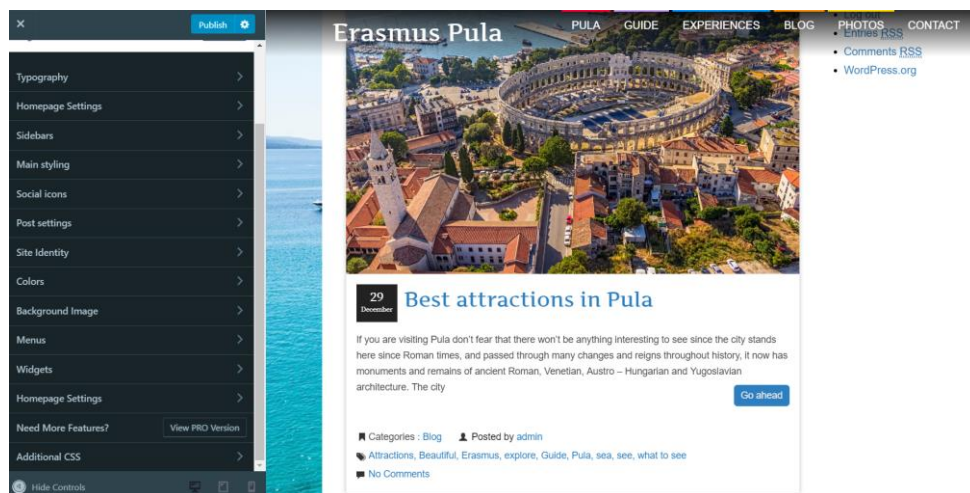 Publish
Typography
Homepage Settings
Sidebars
Main styling
Social icons
Post settings
Site Identity
Colors
Background Image
Menus
Widgets
Homepage Settings
Need More Features? View PRO Version
Additional CSS
Hide Controls
Erasmus Pula
PULA GUIDE EXPERIENCES BLOG PHOTOS CONTACT
Log out
Entries RSS
Comments RSS
WordPress.org
29
December
Best attractions in Pula
If you are visiting Pula don't fear that there won't be anything interesting to see since the city stands
here since Roman times, and passed through many changes and reigns throughout history, it now has
monuments and remains of ancient Roman, Venetian, Austro – Hungarian and Yugoslavian
architecture. The city
Go ahead
Categories : Blog Posted by admin
Attractions, Beautiful, Erasmus, explore, Guide, Pula, sea, see, what to see
No Comments